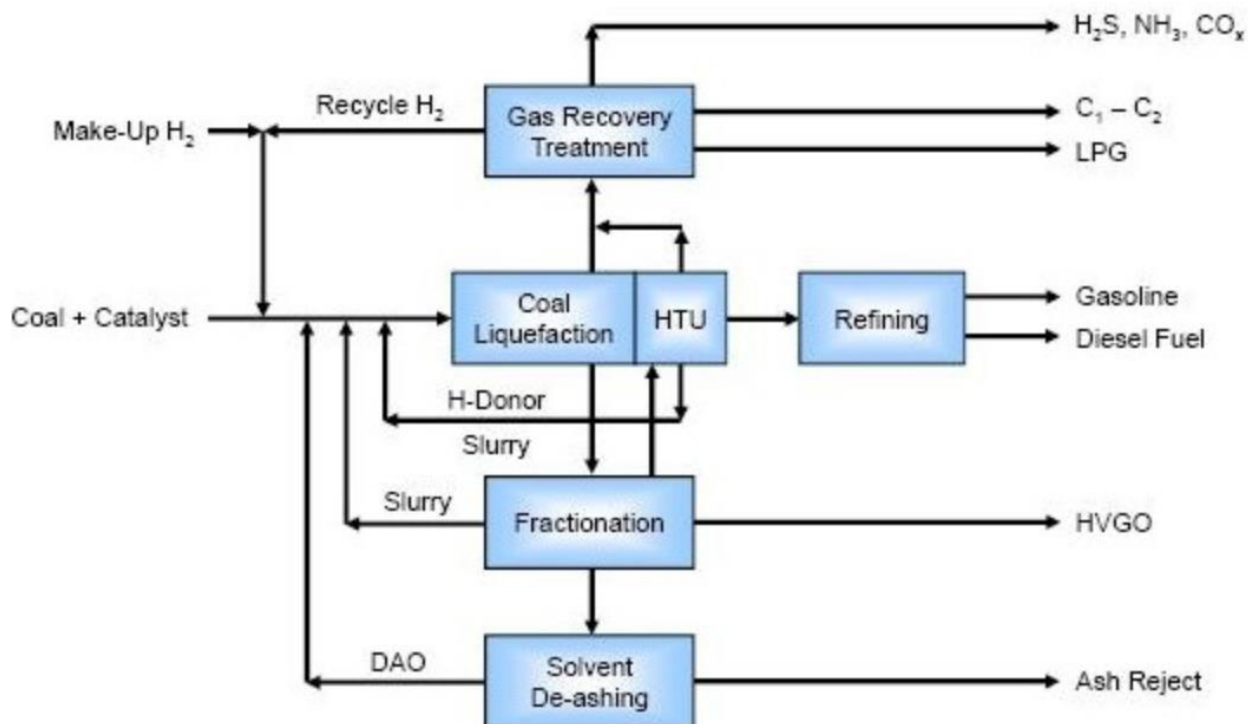 H₂S, NH₃, COₓ
Recycle H₂
Gas Recovery
Treatment
C₁ – C₂
Make-Up H₂
LPG
Coal + Catalyst
Coal
Liquefaction
HTU
Refining
Gasoline
Diesel Fuel
H-Donor
Slurry
Slurry
Fractionation
HVGO
DAO
Solvent
De-ashing
Ash Reject